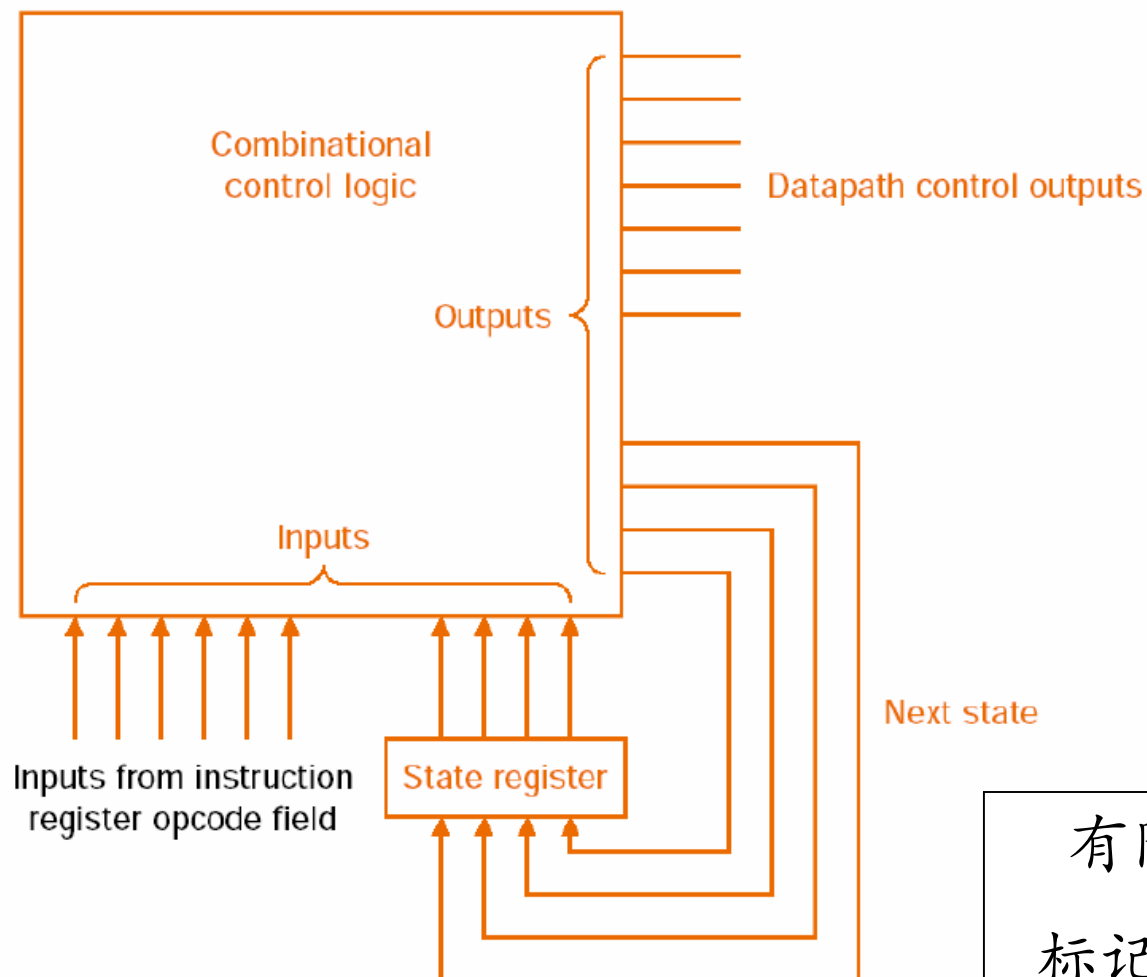 Combinational
control logic
Datapath control outputs
Outputs
Inputs
Next state
Inputs from instruction
register opcode field
State register
有
标记